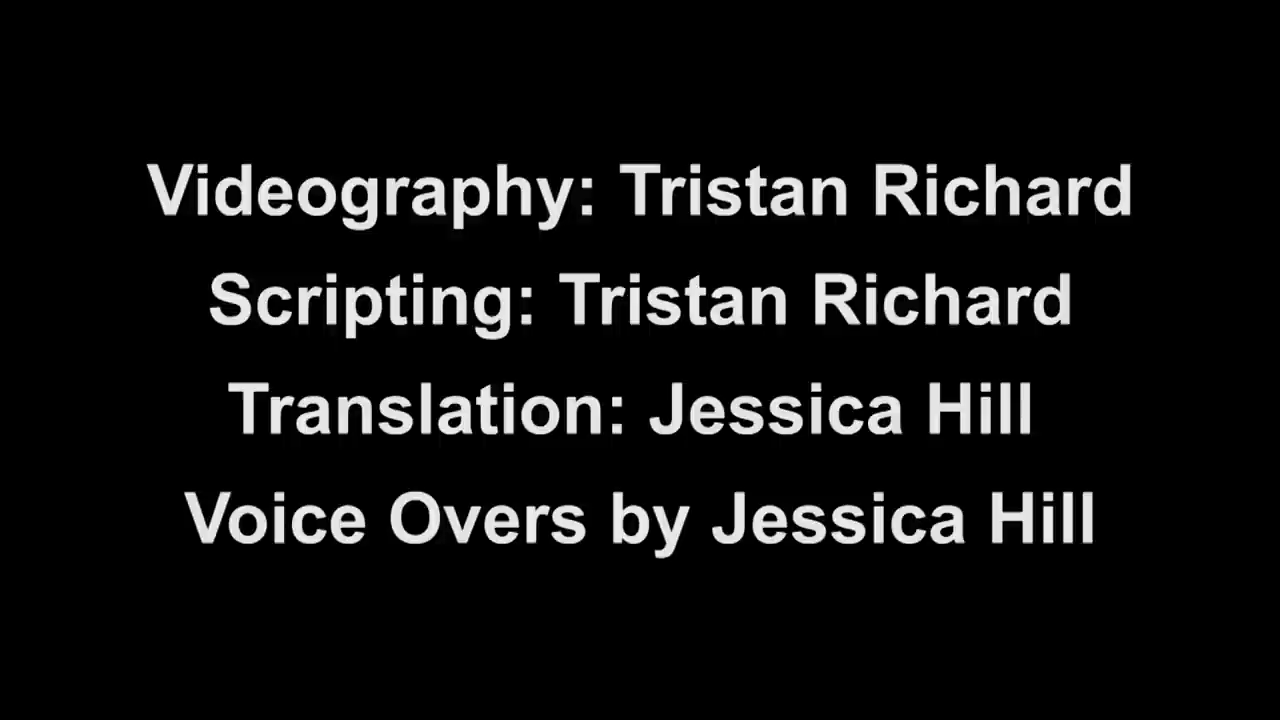 Videography: Tristan Richard
Scripting: Tristan Richard
Translation: Jessica Hill
Voice Overs by Jessica Hill